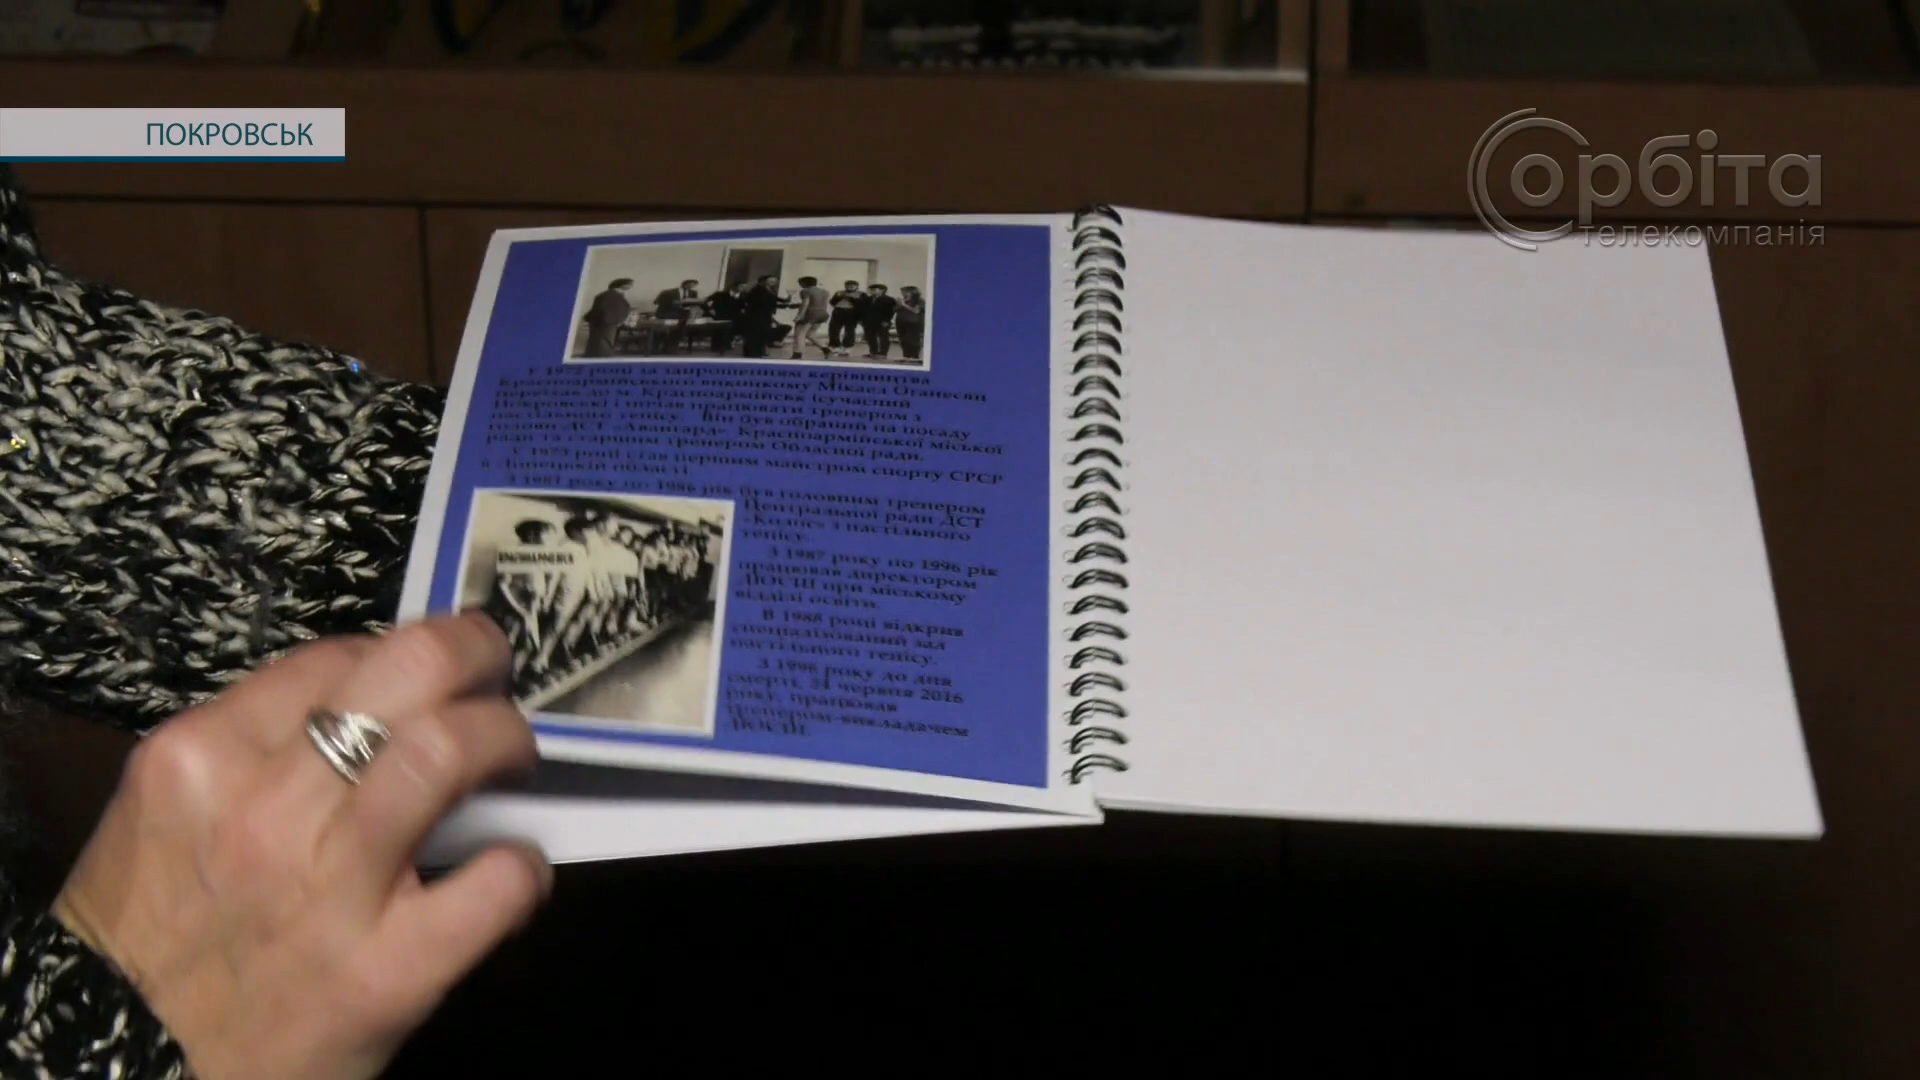 ПОКРОВСЬК
Орбіта
телекомпанія
У 1972 році за запрошенням керівництва
Красноармійського виконкому Мікаел Оганесян
переїхав до м. Красноармійськ (сучасний
Покровськ) і почав працювати тренером з
настільного тенісу. Він був обраний на посаду
голови ДСТ «Авангард» Красноармійської міської
ради та старшим тренером Обласної ради.
У 1973 році став першим майстром спорту СРСР
в Донецькій області
З 1981 року по 1986 рік був головним тренером
Центральної ради ДСТ
«Колос» з настільного
тенісу.
З 1987 року по 1996 рік
працював директором
ДЮСШ при міському
відділі освіти.
В 1988 році відкрив
спеціалізований зал
настільного тенісу.
З 1996 року до дня
смерті, 24 червня 2016
року, працював
тренером-викладачем
ДЮСШ.